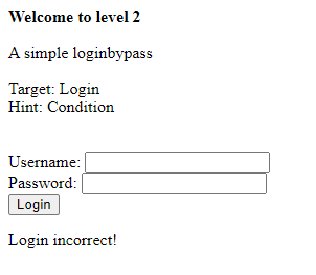 Welcome to level 2
A simple loginbypass
Target: Login
Hint: Condition
Username:
Password:
Login
Login incorrect!